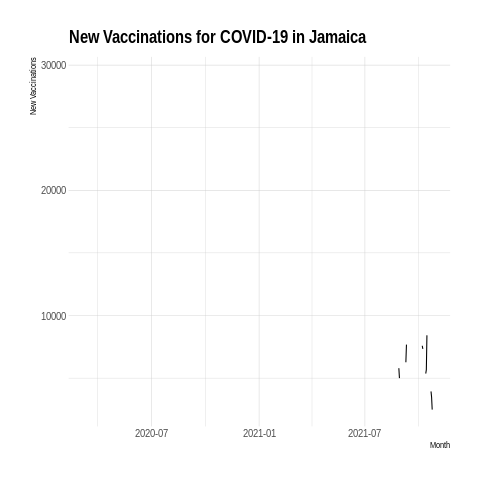 New Vaccinations for COVID-19 in Jamaica
New Vaccinations
30000
20000
10000
2020-07 2021-01 2021-07
Month